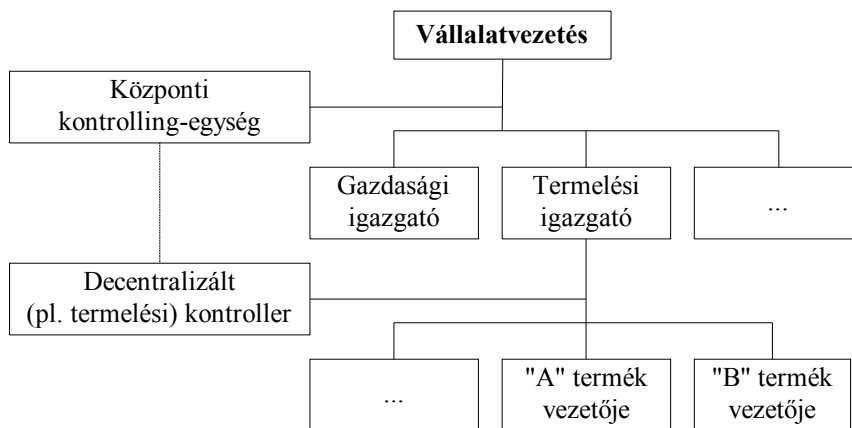 Vállalatvezetés
Központi
kontrolling-egység
Gazdasági
igazgató
Termelési
igazgató
...
Decentralizált
(pl. termelési) kontroller
...
"A" termék
vezetője
"B" termék
vezetője